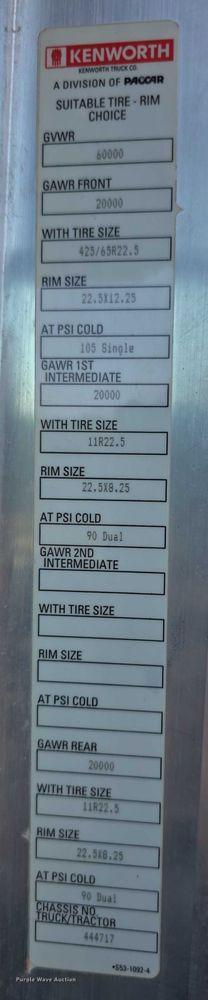 KENWORTH
KENWORTH TRUCK CO.
A DIVISION OF PACCAR
SUITABLE TIRE - RIM
CHOICE
GVWR
60000
GAWR FRONT
20000
WITH TIRE SIZE
425/65R22.5
RIM SIZE
22.5X12.25
AT PSI COLD
105 Single
GAWR 1ST
INTERMEDIATE
20000
WITH TIRE SIZE
11R22.5
RIM SIZE
22.5X8.25
AT PSI COLD
90 Dual
GAWR 2ND
INTERMEDIATE
WITH TIRE SIZE
RIM SIZE
AT PSI COLD
GAWR REAR
20000
WITH TIRE SIZE
11R22.5
RIM SIZE
22.5X8.25
AT PSI COLD
90 Dual
CHASSIS NO.
TRUCK/TRACTOR
444717
•S53-1092-4
Purple Wave Auction